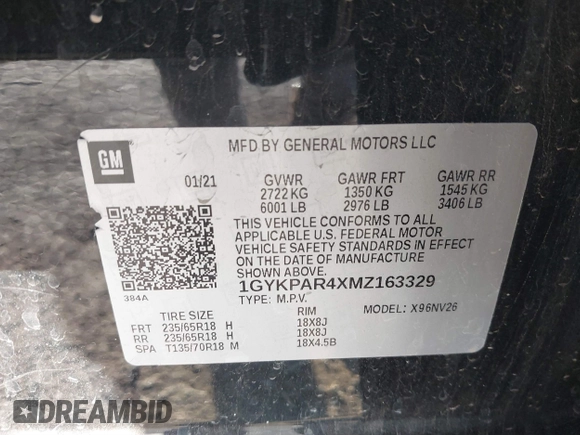 GM
MFD BY GENERAL MOTORS LLC
01/21 GVWR GAWR FRT GAWR RR
2722 KG 1350 KG 1545 KG
6001 LB 2976 LB 3406 LB
THIS VEHICLE CONFORMS TO ALL
APPLICABLE U.S. FEDERAL MOTOR
VEHICLE SAFETY STANDARDS IN EFFECT
ON THE DATE OF MANUFACTURE
SHOWN ABOVE.
384A 1GYKPAR4XMZ163329
TYPE: M.P.V. MODEL: X96NV26
TIRE SIZE RIM
FRT 235/65R18 H 18X8J
RR 235/65R18 H 18X8J
SPA T135/70R18 M 18X4.5B
DREAMBID